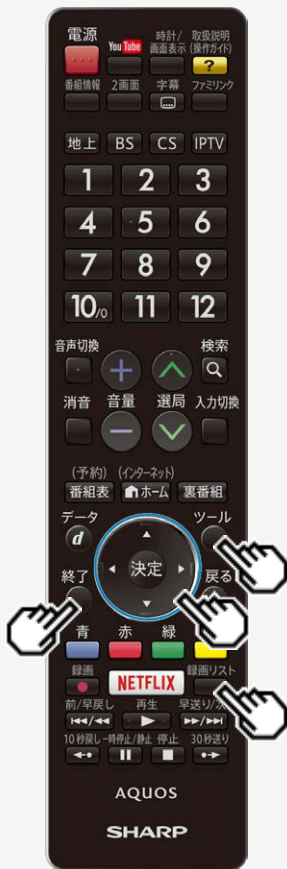 電源
YouTube
時計/
画面表示
取扱説明
(操作ガイド)
?
番組情報 2画面 字幕 ファミリンク
地上 BS CS IPTV
1 2 3
4 5 6
7 8 9
10/0 11 12
音声切換 検索
消音 音量 選局 入力切換
(予約) (インターネット)
番組表 ホーム 裏番組
データ ツール
d
決定
終了 戻る
青 赤 緑
録画 NETFLIX 録画リスト
前/早戻し 再生 早送り/次
10秒戻し 一時停止/静止 停止 30秒送り
AQUOS
SHARP